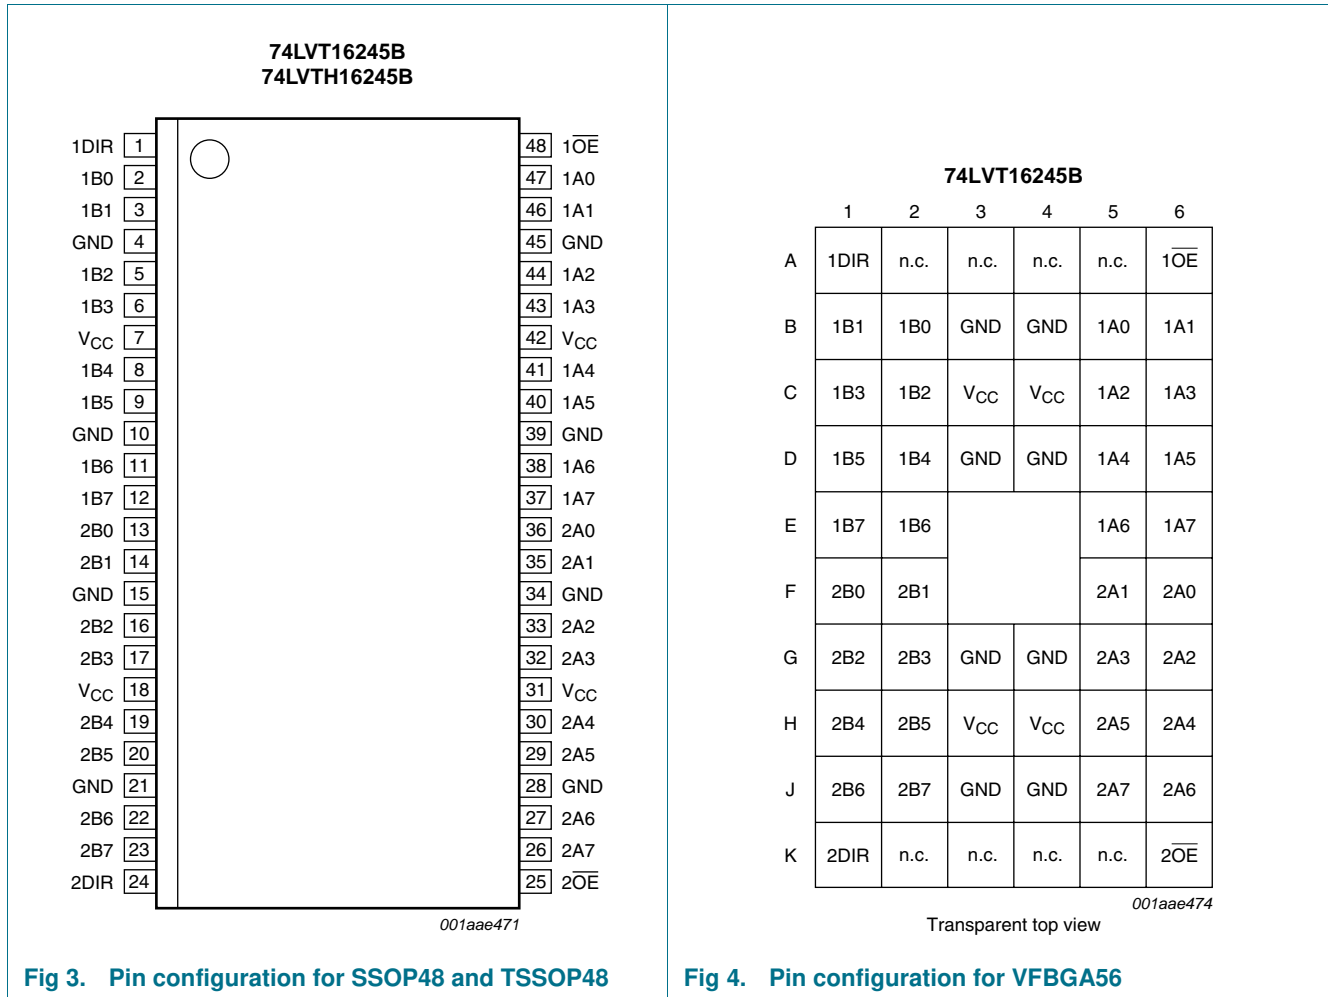 74LVT16245B
74LVTH16245B
1DIR 1 48 1O̅E̅
1B0 2 47 1A0
1B1 3 46 1A1
GND 4 45 GND
1B2 5 44 1A2
1B3 6 43 1A3
VCC 7 42 VCC
1B4 8 41 1A4
1B5 9 40 1A5
GND 10 39 GND
1B6 11 38 1A6
1B7 12 37 1A7
2B0 13 36 2A0
2B1 14 35 2A1
GND 15 34 GND
2B2 16 33 2A2
2B3 17 32 2A3
VCC 18 31 VCC
2B4 19 30 2A4
2B5 20 29 2A5
GND 21 28 GND
2B6 22 27 2A6
2B7 23 26 2A7
2DIR 24 25 2O̅E̅
001aae471
Fig 3. Pin configuration for SSOP48 and TSSOP48
74LVT16245B
1 2 3 4 5 6
A 1DIR n.c. n.c. n.c. n.c. 1O̅E̅
B 1B1 1B0 GND GND 1A0 1A1
C 1B3 1B2 VCC VCC 1A2 1A3
D 1B5 1B4 GND GND 1A4 1A5
E 1B7 1B6 1A6 1A7
F 2B0 2B1 2A1 2A0
G 2B2 2B3 GND GND 2A3 2A2
H 2B4 2B5 VCC VCC 2A5 2A4
J 2B6 2B7 GND GND 2A7 2A6
K 2DIR n.c. n.c. n.c. n.c. 2O̅E̅
001aae474
Transparent top view
Fig 4. Pin configuration for VFBGA56